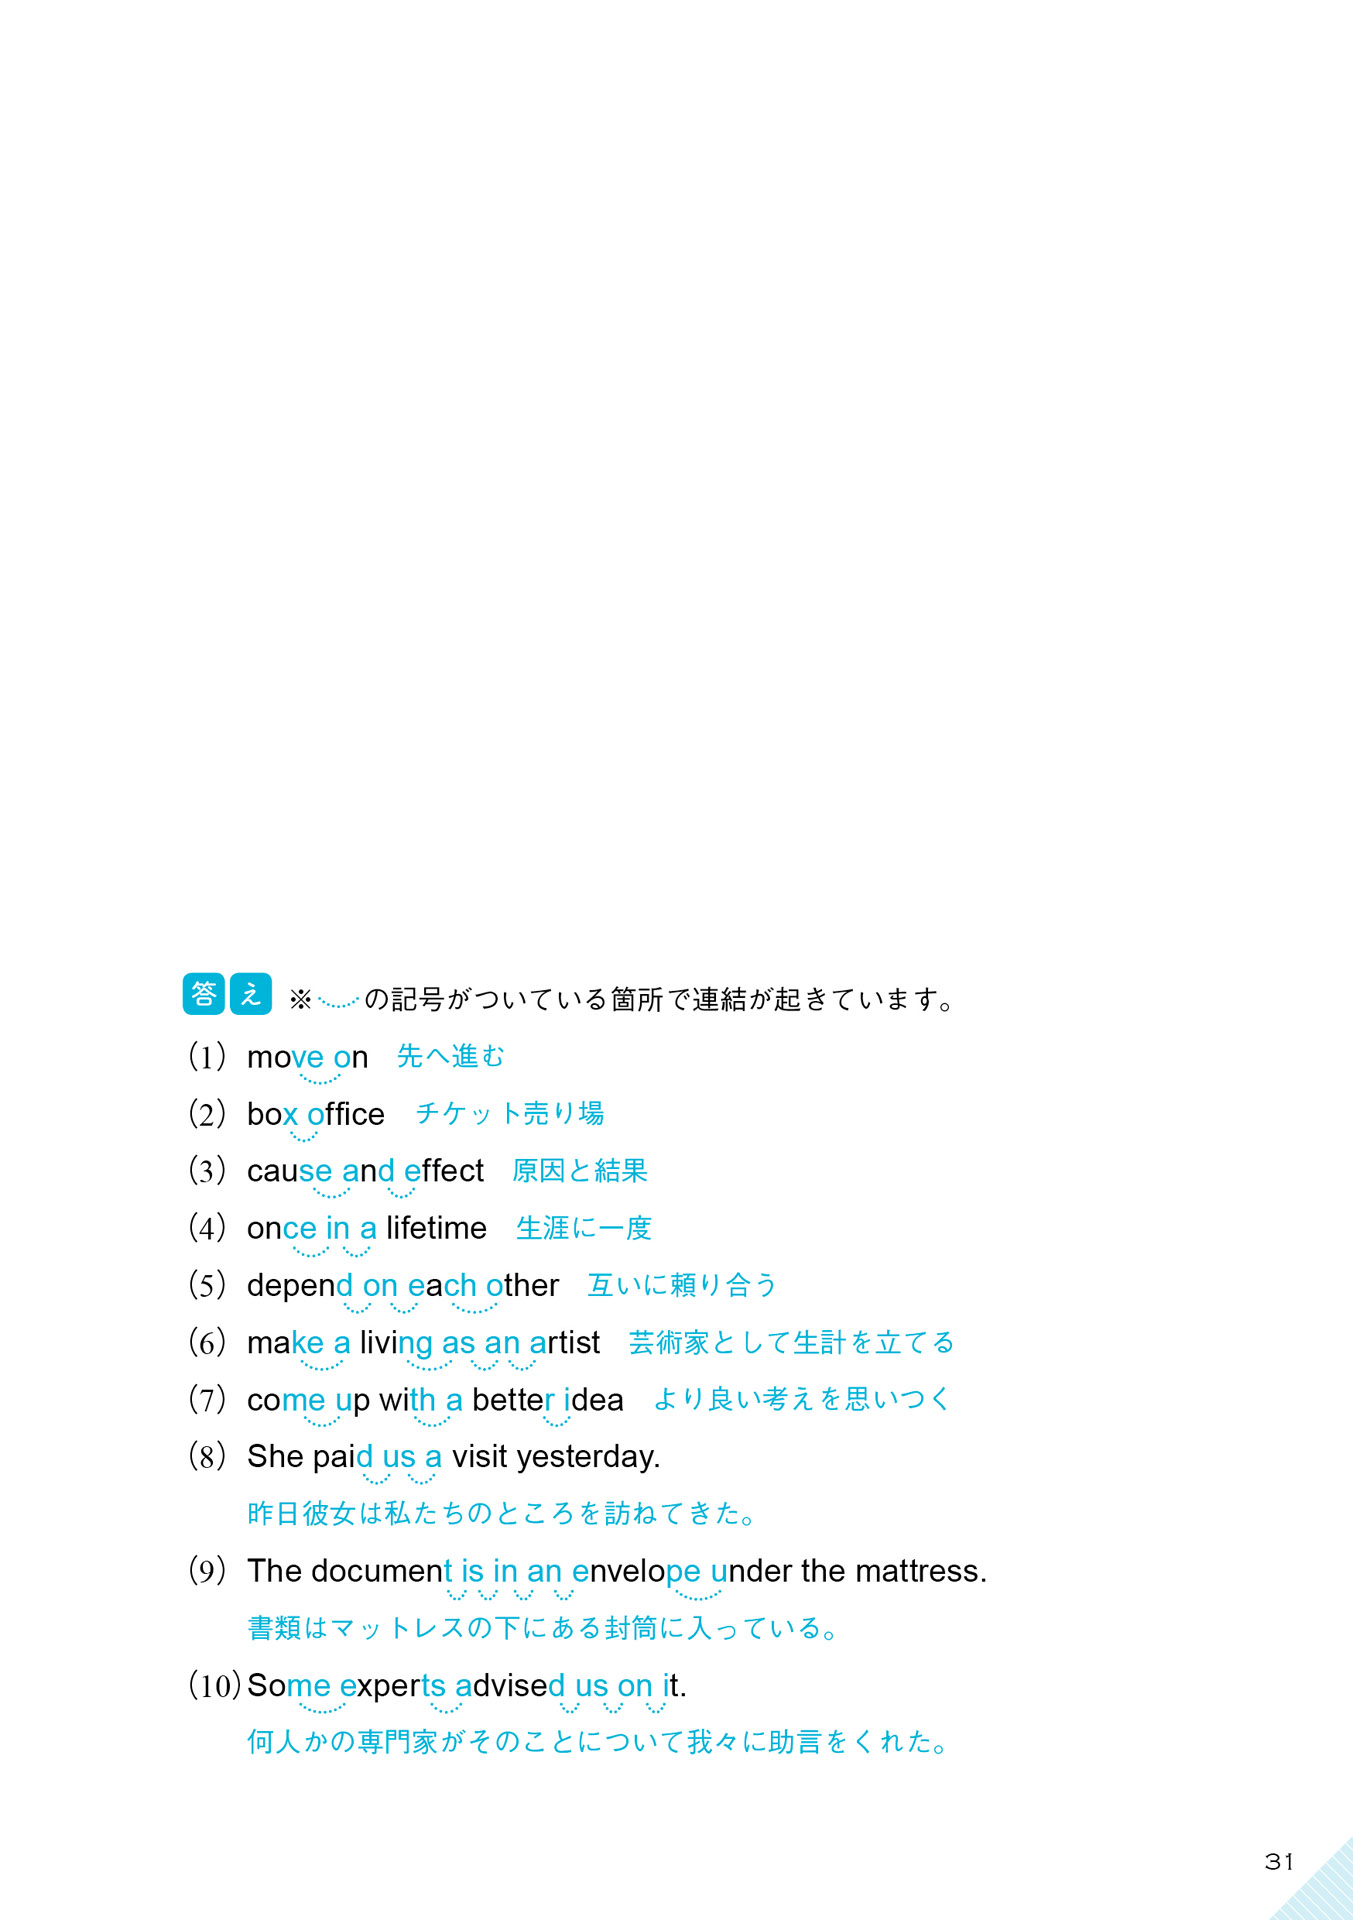 答え ※ の記号がついている箇所で連結が起きています。
(1) move on 先へ進む
(2) box office チケット売り場
(3) cause and effect 原因と結果
(4) once in a lifetime 生涯に一度
(5) depend on each other 互いに頼り合う
(6) make a living as an artist 芸術家として生計を立てる
(7) come up with a better idea より良い考えを思いつく
(8) She paid us a visit yesterday.
昨日彼女は私たちのところを訪ねてきた。
(9) The document is in an envelope under the mattress.
書類はマットレスの下にある封筒に入っている。
(10) Some experts advised us on it.
何人かの専門家がそのことについて我々に助言をくれた。
31